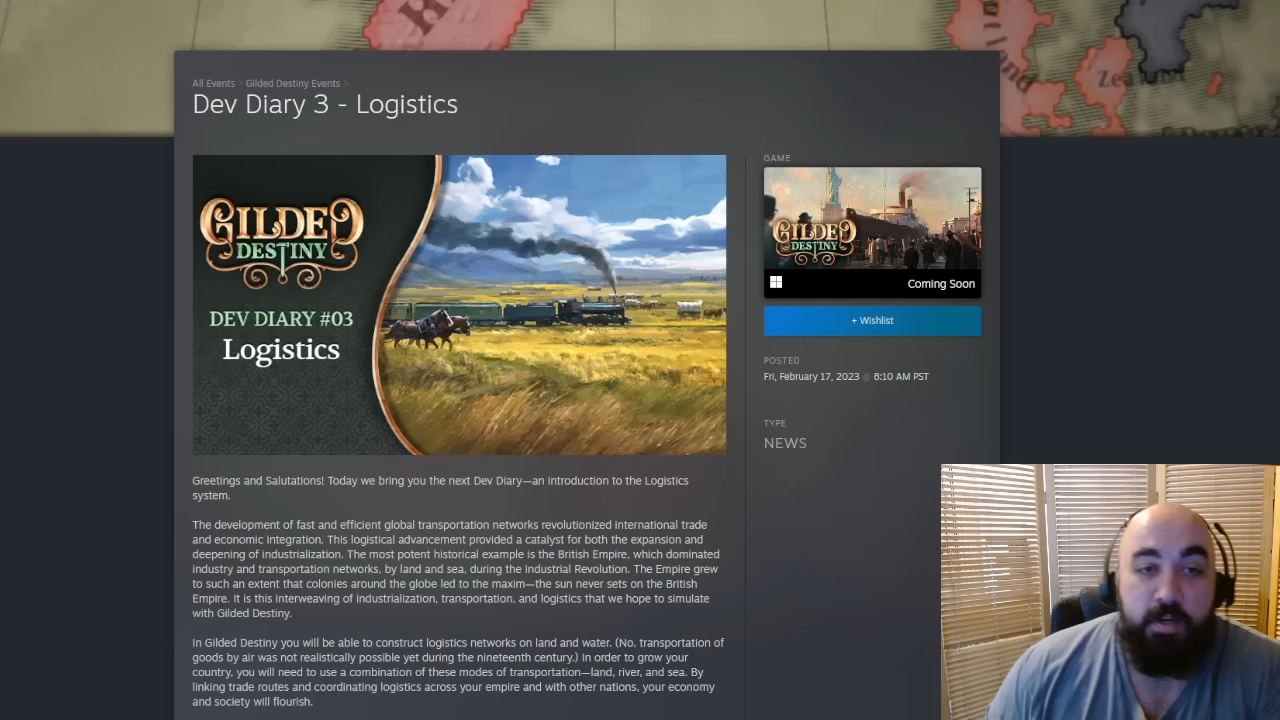 All Events > Gilded Destiny Events >
Dev Diary 3 - Logistics
GILDED
DESTINY
DEV DIARY #03
Logistics
GAME
GILDED
DESTINY
Coming Soon
+ Wishlist
POSTED
Fri, February 17, 2023 @ 8:10 AM PST
TYPE
NEWS
Greetings and Salutations! Today we bring you the next Dev Diary—an introduction to the Logistics
system.
The development of fast and efficient global transportation networks revolutionized international trade
and economic integration. This logistical advancement provided a catalyst for both the expansion and
deepening of industrialization. The most potent historical example is the British Empire, which dominated
industry and transportation networks, by land and sea, during the Industrial Revolution. The Empire grew
to such an extent that colonies around the globe led to the maxim—the sun never sets on the British
Empire. It is this interweaving of industrialization, transportation, and logistics that we hope to simulate
with Gilded Destiny.
In Gilded Destiny you will be able to construct logistics networks on land and water. (No, transportation of
goods by air was not realistically possible yet during the nineteenth century.) In order to grow your
country, you will need to use a combination of these modes of transportation—land, river, and sea. By
linking trade routes and coordinating logistics across your empire and with other nations, your economy
and society will flourish.